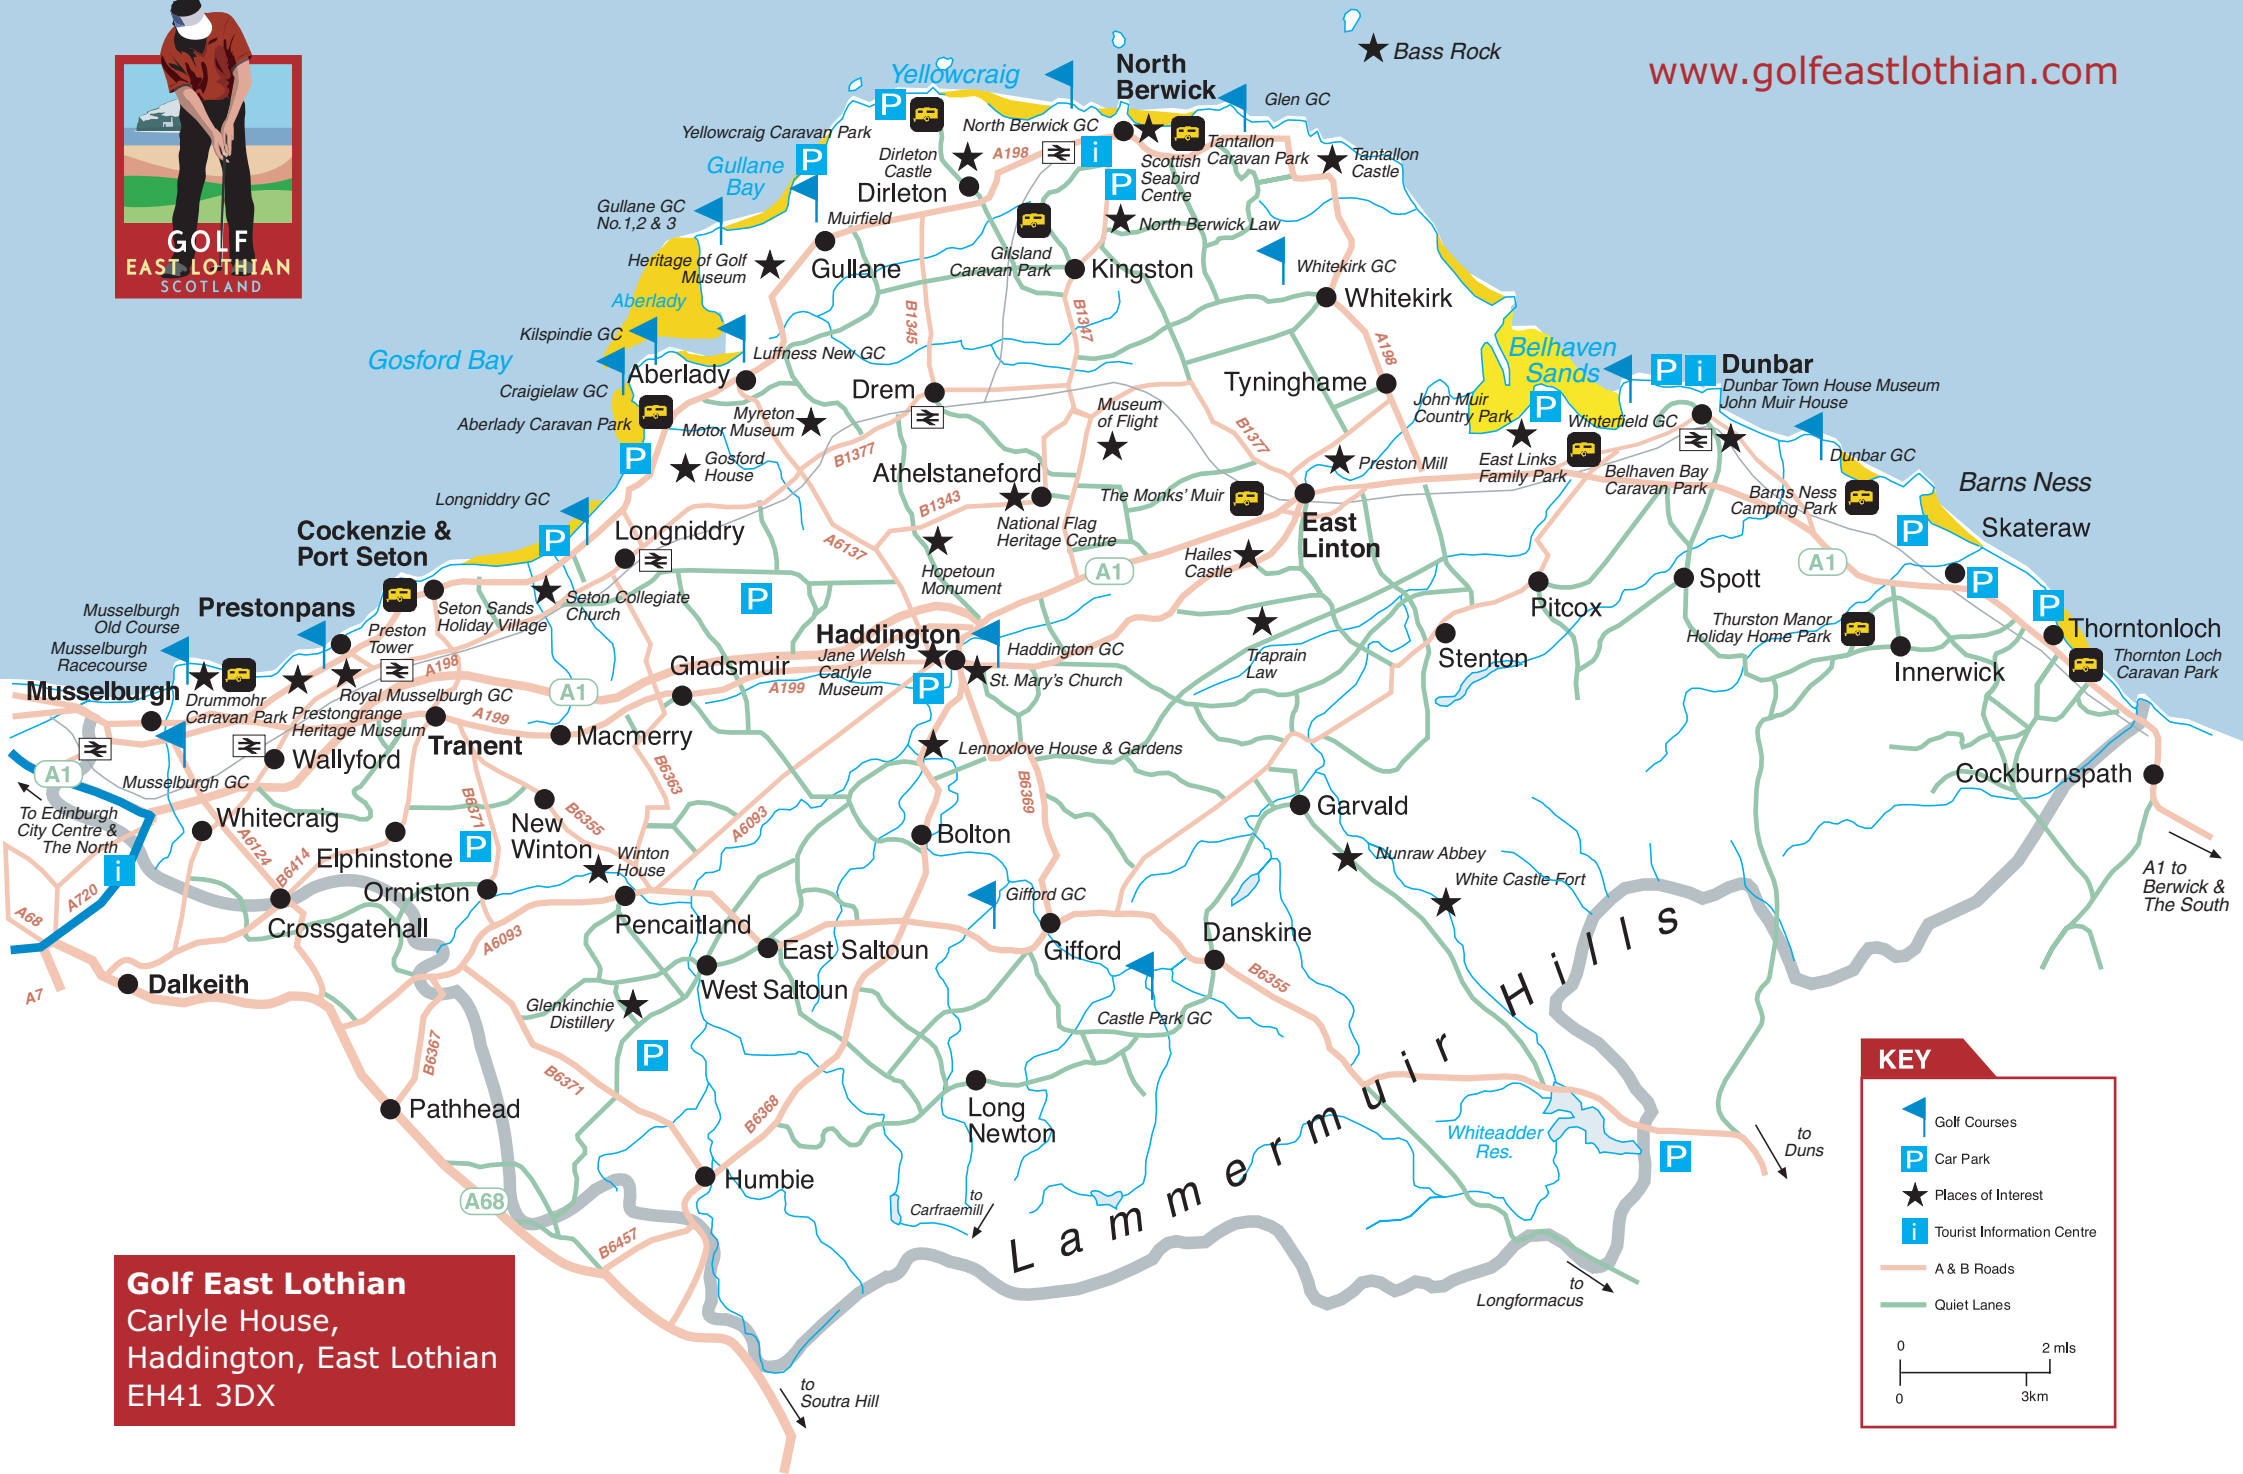 GOLF
EAST LOTHIAN
SCOTLAND
www.golfeastlothian.com
Bass Rock
Yellowcraig
North
Berwick
Glen GC
North Berwick GC
Yellowcraig Caravan Park
Dirleton
Castle
Dirleton
A198
Tantallon
Caravan Park
Scottish
Seabird
Centre
Tantallon
Castle
Gullane
Bay
Gullane GC
No.1,2 & 3
Muirfield
North Berwick Law
Heritage of Golf
Museum
Gullane
Gilsland
Caravan Park
Kingston
Whitekirk GC
Whitekirk
Aberlady
B1345
B1347
A198
Kilspindie GC
Gosford Bay
Luffness New GC
Craigielaw GC
Aberlady
Drem
Tyninghame
Belhaven
Sands
Dunbar
Dunbar Town House Museum
John Muir House
Aberlady Caravan Park
Myreton
Motor Museum
Museum
of Flight
John Muir
Country Park
Winterfield GC
B1377
B1377
Gosford
House
Athelstaneford
Preston Mill
East Links
Family Park
Belhaven Bay
Caravan Park
Dunbar GC
Barns Ness
Barns Ness
Camping Park
Longniddry GC
B1343
The Monks' Muir
Skateraw
Cockenzie &
Port Seton
Longniddry
A6137
National Flag
Heritage Centre
East
Linton
Hailes
Castle
A1
A1
Hopetoun
Monument
Spott
Pitcox
Prestonpans
Seton Sands
Holiday Village
Seton Collegiate
Church
Musselburgh
Old Course
Musselburgh
Racecourse
Preston
Tower
Haddington
Jane Welsh
Carlyle
Museum
Haddington GC
St. Mary's Church
Traprain
Law
Stenton
Thurston Manor
Holiday Home Park
Innerwick
Thorntonloch
Thornton Loch
Caravan Park
Musselburgh
Drummohr
Caravan Park
A198
Royal Musselburgh GC
Prestongrange
Heritage Museum
A1
Gladsmuir
A199
A199
Tranent
Macmerry
Wallyford
Musselburgh GC
A1
Lennoxlove House & Gardens
Cockburnspath
B6363
B6369
To Edinburgh
City Centre &
The North
Whitecraig
B6371
New
Winton
B6355
A6093
Bolton
Garvald
A6124
B6414
Elphinstone
Winton
House
Nunraw Abbey
A1 to
Berwick &
The South
A720
A68
Ormiston
Gifford GC
White Castle Fort
Crossgatehall
Pencaitland
A6093
East Saltoun
Gifford
Danskine
A7
Dalkeith
West Saltoun
B6355
Glenkinchie
Distillery
Castle Park GC
Lammermuir Hills
B6367
B6371
B6368
Pathhead
Long
Newton
Whiteadder
Res.
to
Duns
Humbie
A68
to
Carfraemill
B6457
to
Longformacus
to
Soutra Hill
Golf East Lothian
Carlyle House,
Haddington, East Lothian
EH41 3DX
KEY
Golf Courses
P
Car Park
Places of Interest
i
Tourist Information Centre
A & B Roads
Quiet Lanes
0
2 mls
0
3km